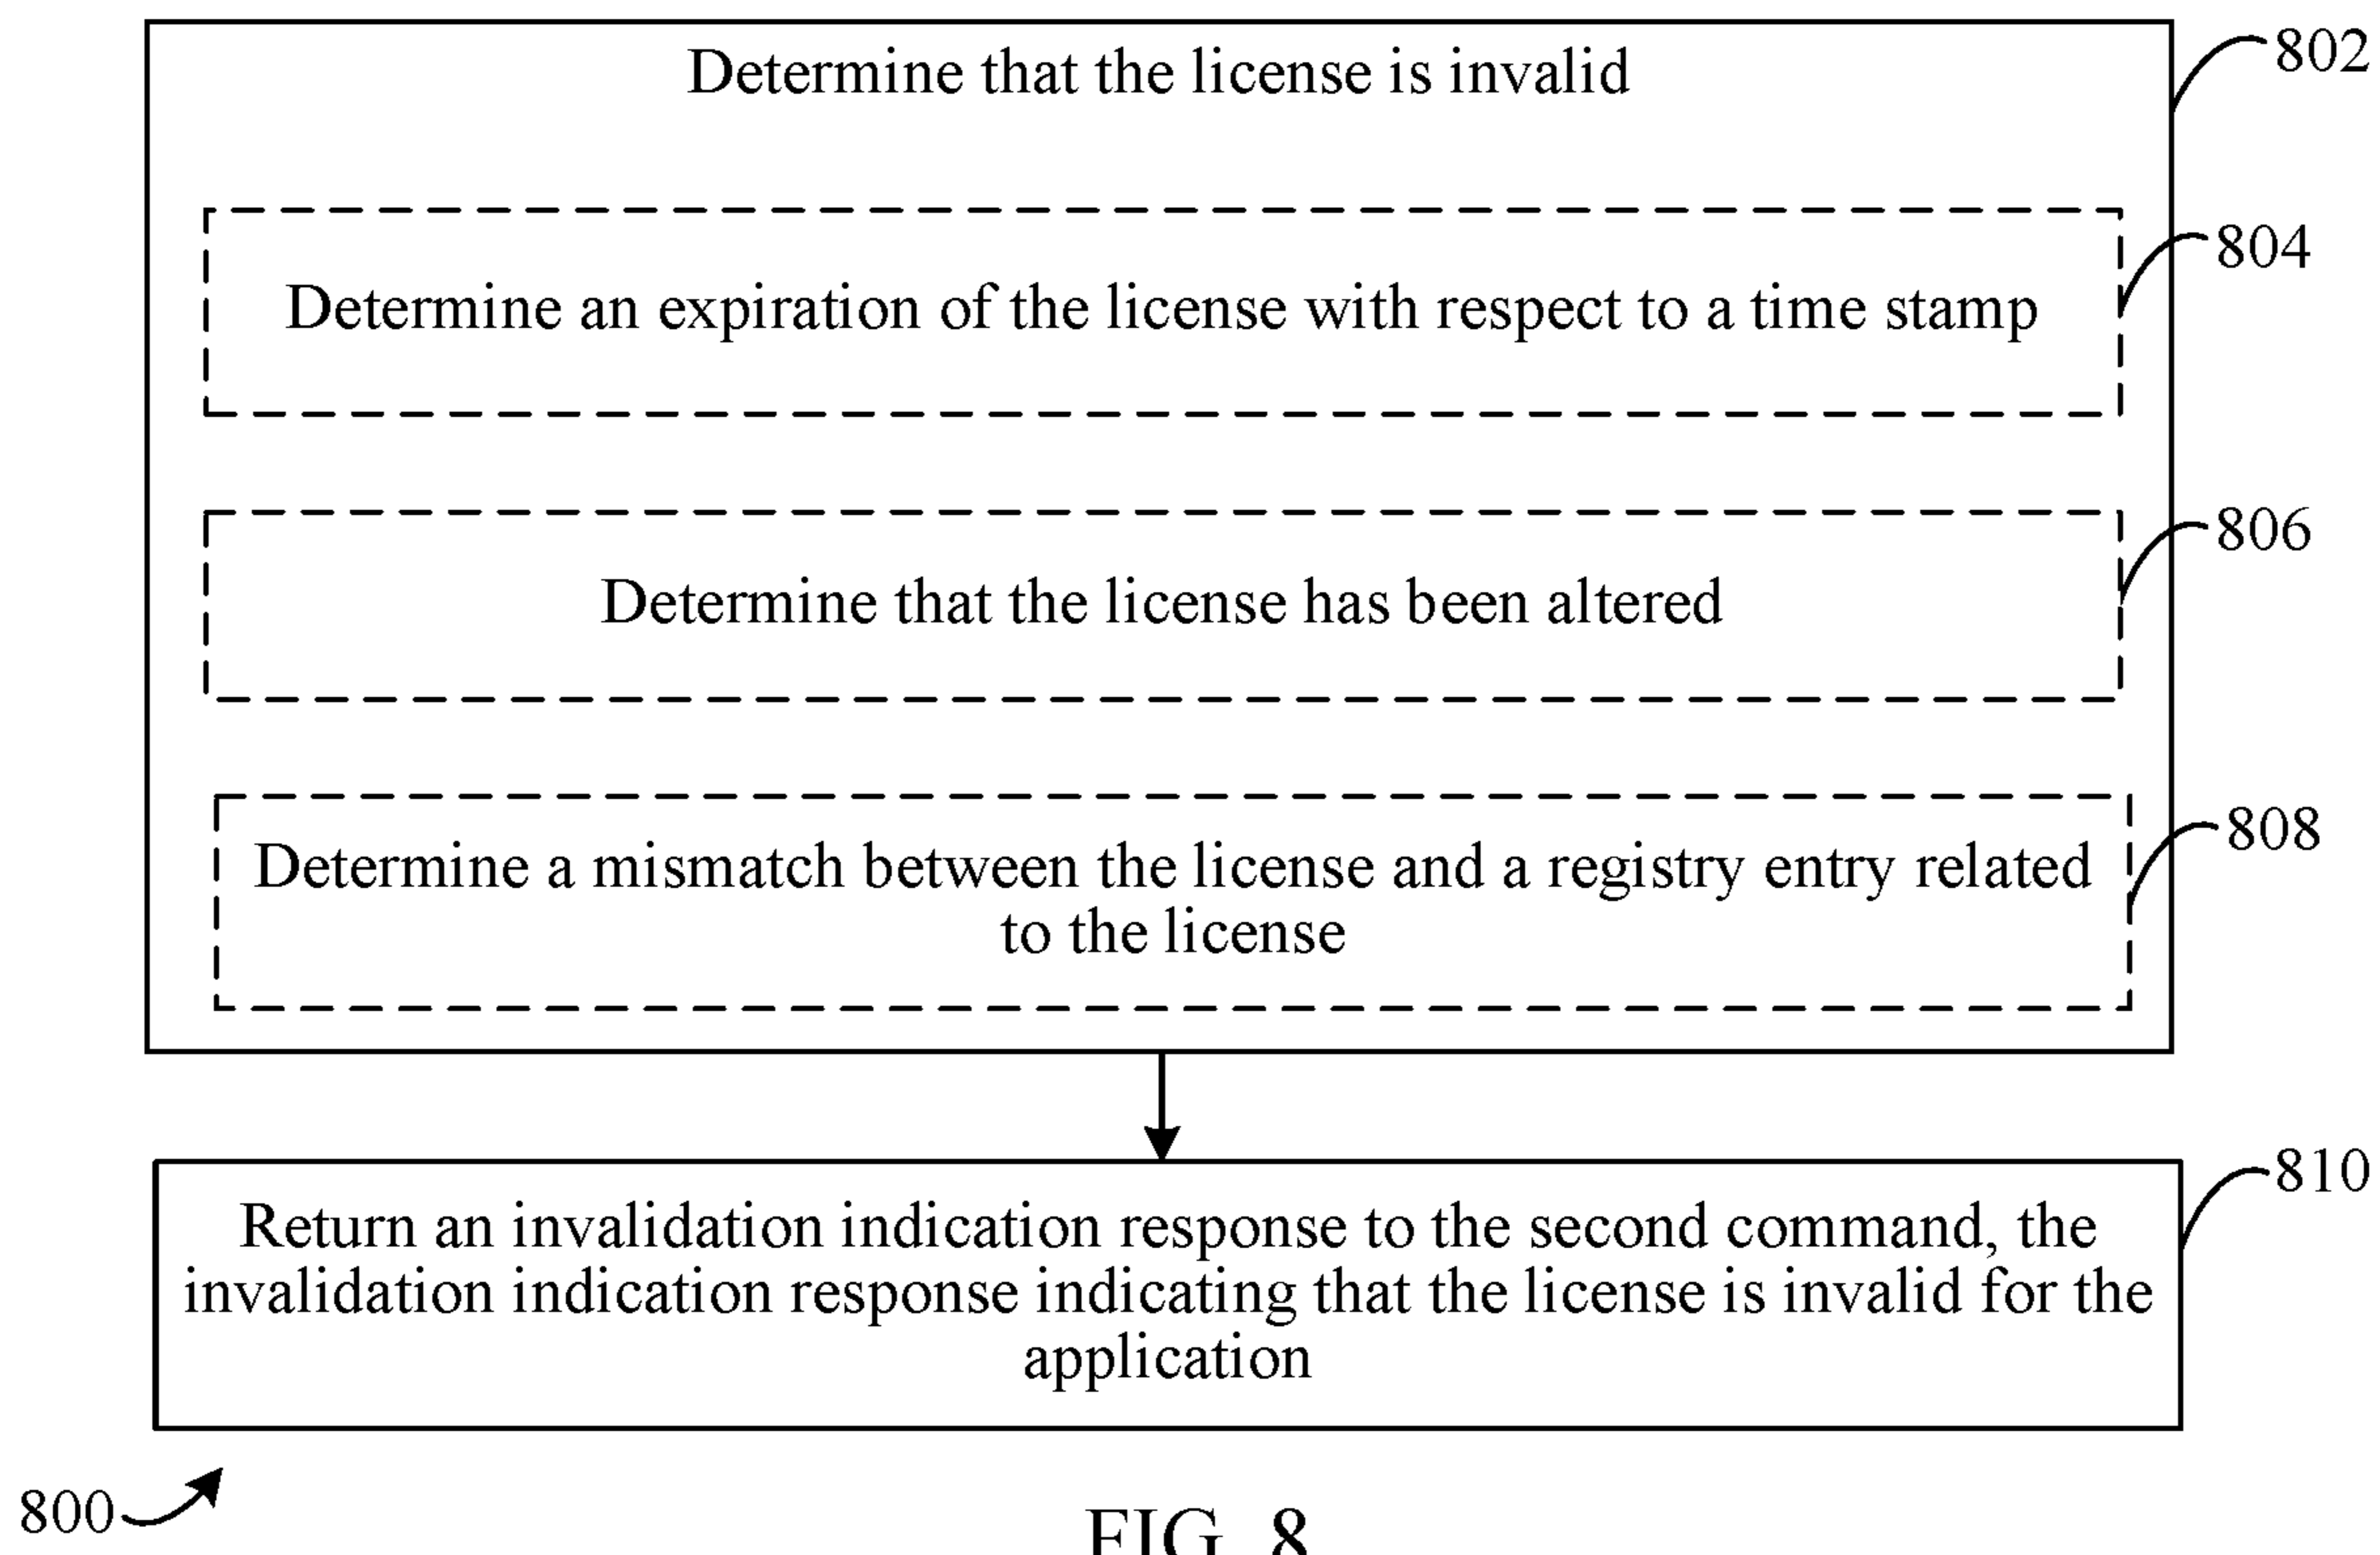 Determine that the license is invalid
802
Determine an expiration of the license with respect to a time stamp
804
Determine that the license has been altered
806
Determine a mismatch between the license and a registry entry related
to the license
808
Return an invalidation indication response to the second command, the
invalidation indication response indicating that the license is invalid for the
application
810
800
FIG. 8